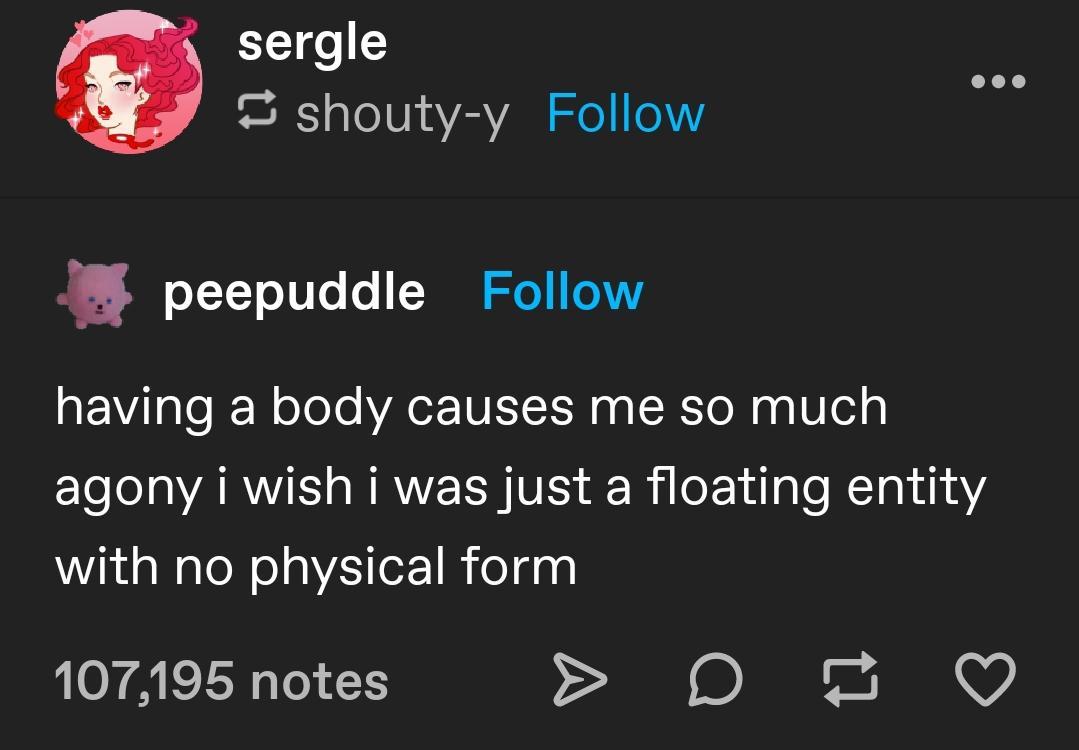 sergle
shouty-y Follow
peepuddle Follow
having a body causes me so much
agony i wish i was just a floating entity
with no physical form
107,195 notes